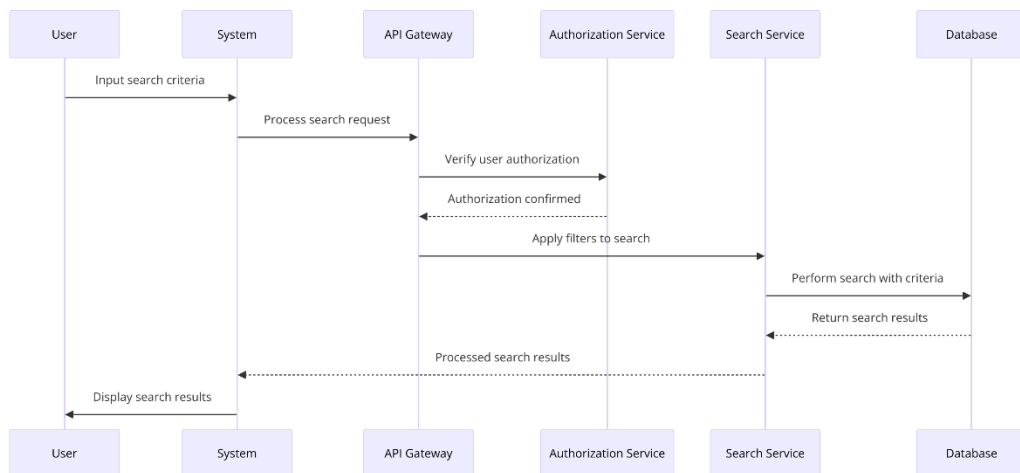 User
System
API Gateway
Authorization Service
Search Service
Database
Input search criteria
Process search request
Verify user authorization
Authorization confirmed
Apply filters to search
Perform search with criteria
Return search results
Processed search results
Display search results
User
System
API Gateway
Authorization Service
Search Service
Database